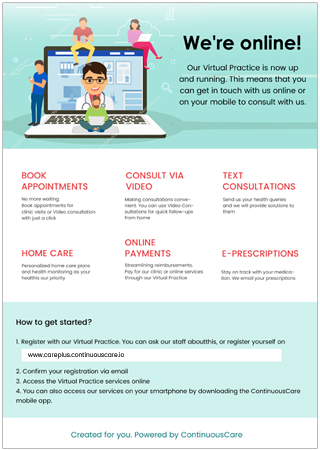 We're online!
Our Virtual Practice is now up
and running. This means that you
can get in touch with us online or
on your mobile to consult with us.
BOOK
APPOINTMENTS
No more waiting
Book appointments for
clinic visits or Video consultation
with just a click
CONSULT VIA
VIDEO
Making consultations conve-
nient. You can use Video Con-
sultations for quick follow-ups
from home
TEXT
CONSULTATIONS
Send us your health queries
and we will provide solutions to
them
HOME CARE
Personalized home care plans
and health monitoring as your
healths our priority
ONLINE
PAYMENTS
Streamlining reimbursements.
Pay for our clinic or online services
through our Virtual Practice
E-PRESCRIPTIONS
Stay on track with your medica-
tion. We email your prescriptions
How to get started?
1. Register with our Virtual Practice. You can ask our staff aboutthis, or register yourself on
www.careplus.continuouscare.io
2. Confirm your registration via email
3. Access the Virtual Practice services online
4. You can also access our services on your smartphone by downloading the ContinuousCare
mobile app.
Created for you. Powered by ContinuousCare